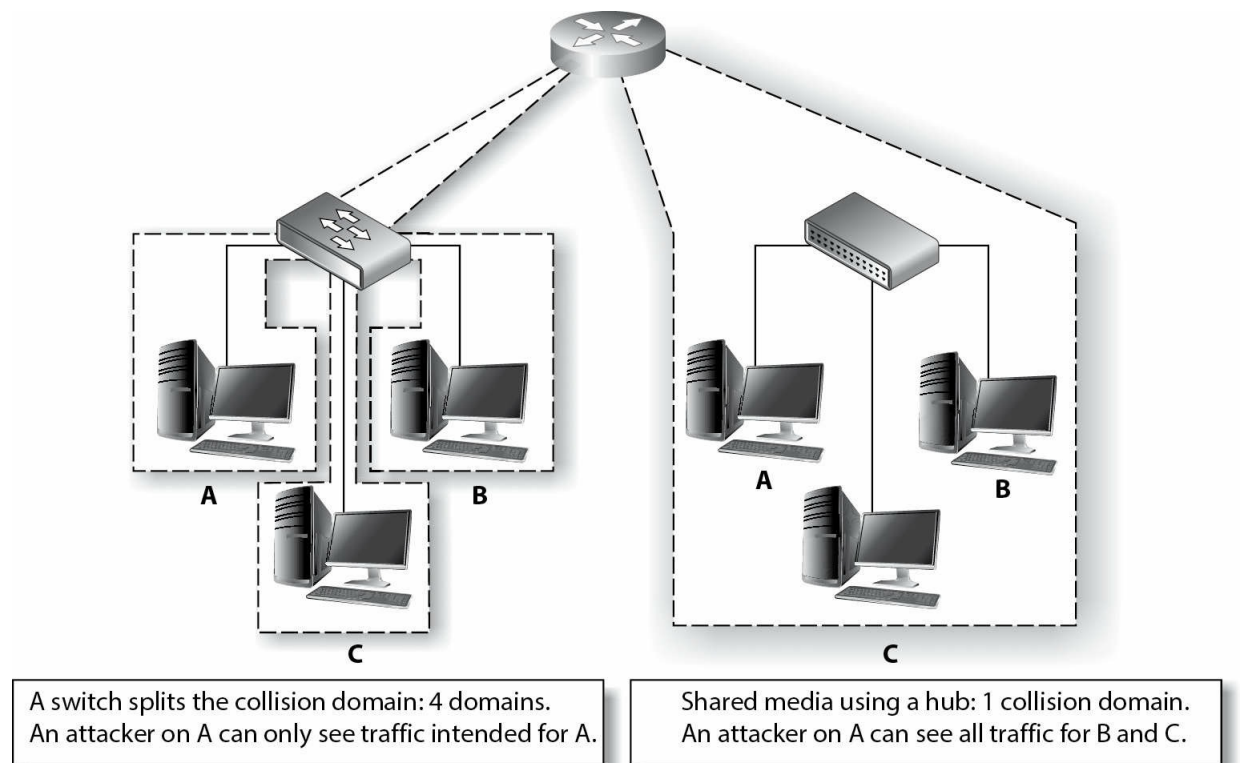 A
B
C
A
B
C
A switch splits the collision domain: 4 domains.
An attacker on A can only see traffic intended for A.
Shared media using a hub: 1 collision domain.
An attacker on A can see all traffic for B and C.